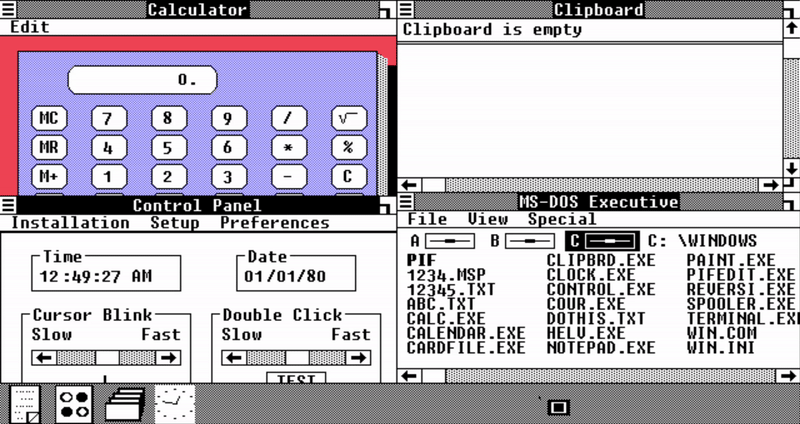 Calculator
Edit
0.
MC 7 8 9 / √
MR 4 5 6 * %
M+ 1 2 3 - C
Clipboard
Clipboard is empty
Control Panel
Installation Setup Preferences
Time
12:49:27 AM
Date
01/01/80
Cursor Blink
Slow Fast
Double Click
Slow Fast
TEST
MS-DOS Executive
File View Special
A B C C: \WINDOWS
PIF CLIPBRD.EXE PAINT.EXE
1234.MSP CLOCK.EXE PIFEDIT.EXE
12345.TXT CONTROL.EXE REVERSI.EXE
ABC.TXT COUR.EXE SPOOLER.EXE
CALC.EXE DOTHIS.TXT TERMINAL.EX
CALENDAR.EXE HELV.EXE WIN.COM
CARDFILE.EXE NOTEPAD.EXE WIN.INI